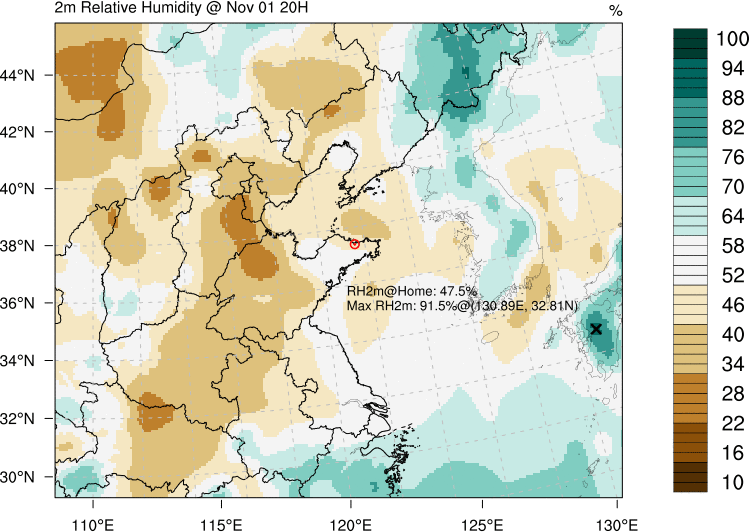 2m Relative Humidity @ Nov 01 20H
%
100
94
88
82
76
70
64
58
52
46
40
34
28
22
16
10
44°N
42°N
40°N
38°N
36°N
34°N
32°N
30°N
RH2m@Home: 47.5%
Max RH2m: 91.5%@(130.89E, 32.81N)
110°E
115°E
120°E
125°E
130°E